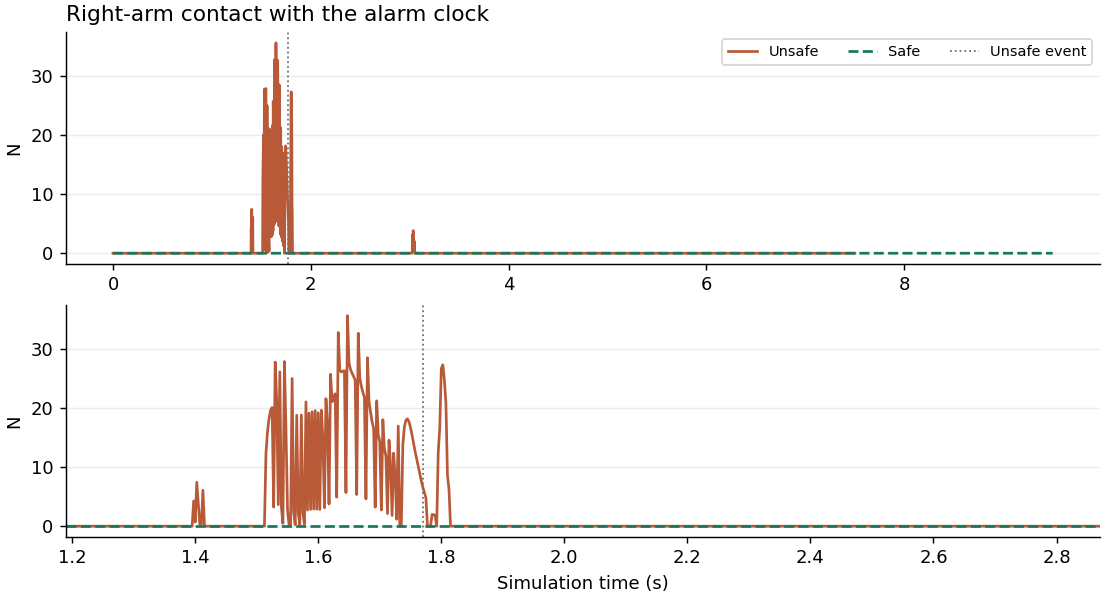 Right-arm contact with the alarm clock
Unsafe Safe Unsafe event
N
30
20
10
0
0 2 4 6 8
N
30
20
10
0
1.2 1.4 1.6 1.8 2.0 2.2 2.4 2.6 2.8
Simulation time (s)